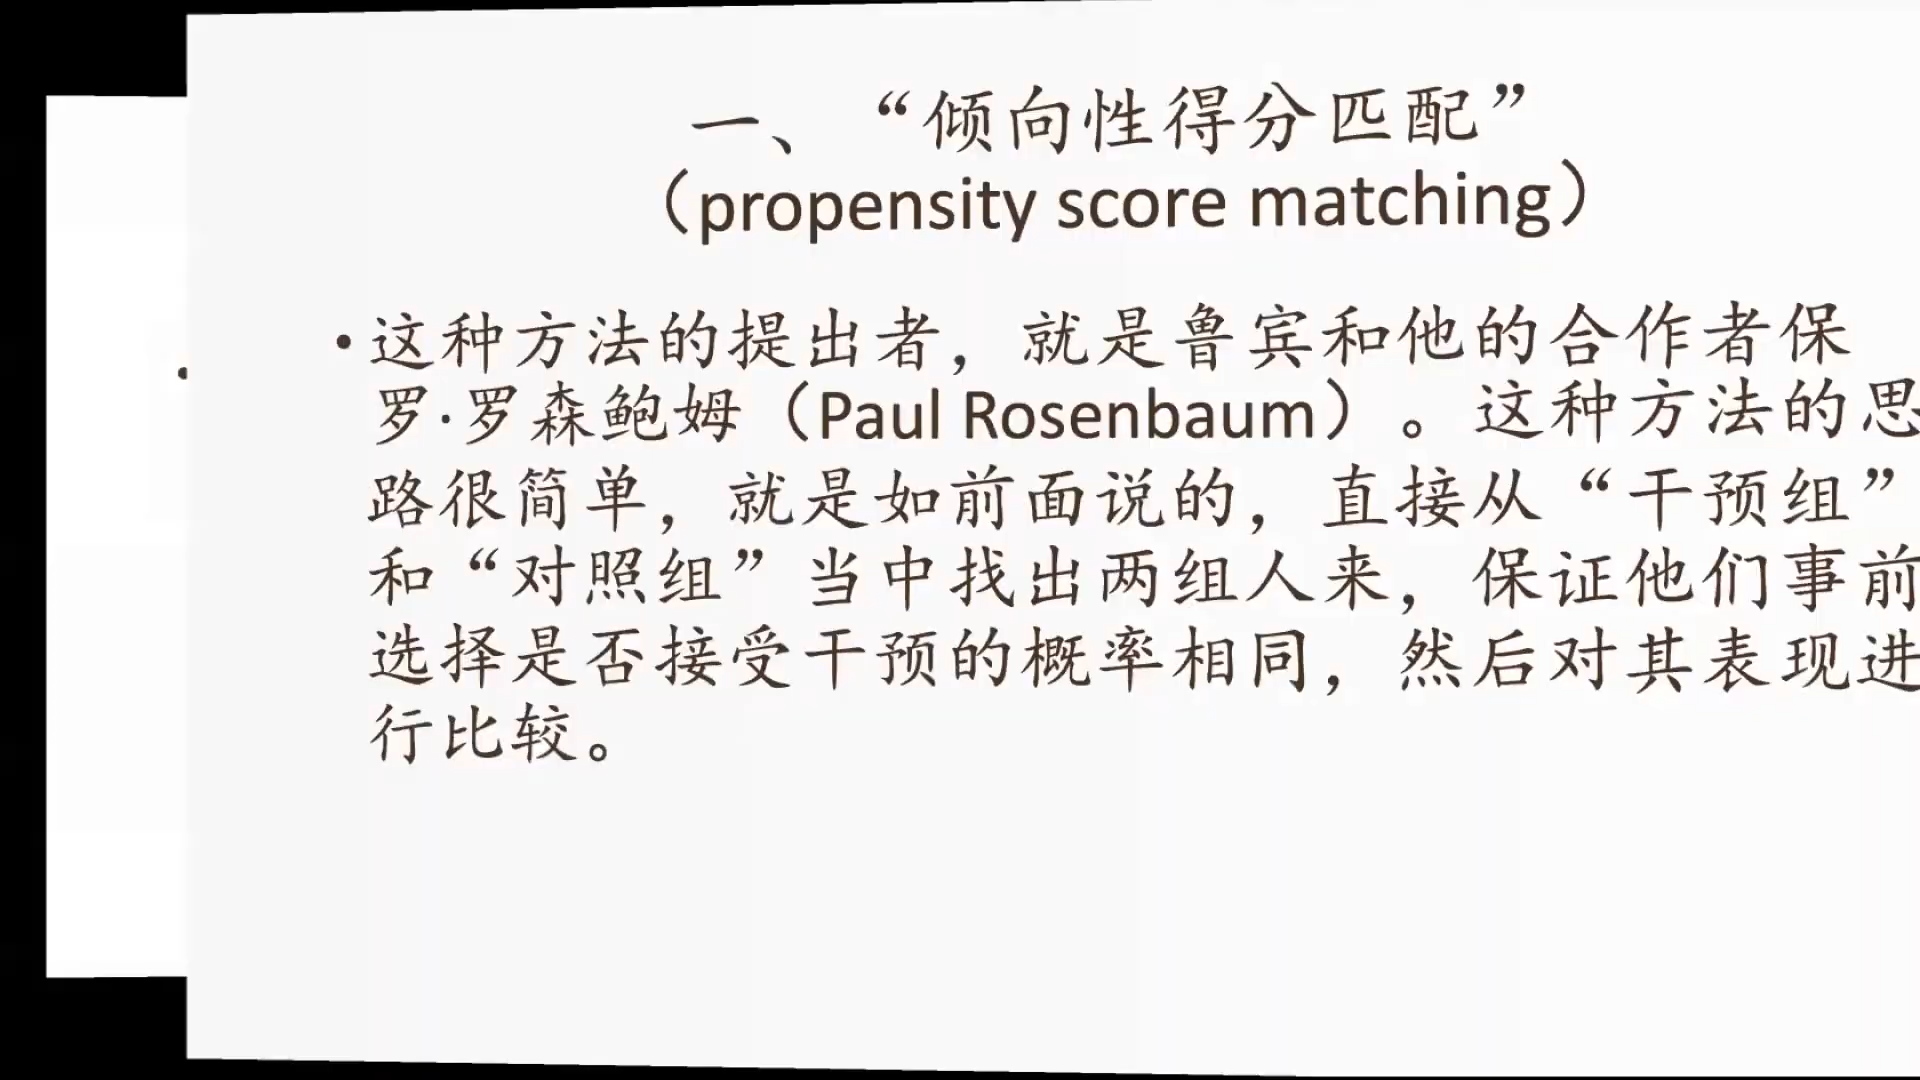 一、“倾向性得分匹配”
（propensity score matching）
•这种方法的提出者，就是鲁宾和他的合作者保
罗·罗森鲍姆（Paul Rosenbaum）。这种方法的思
路很简单，就是如前面说的，直接从“干预组”
和“对照组”当中找出两组人来，保证他们事前
选择是否接受干预的概率相同，然后对其表现进
行比较。